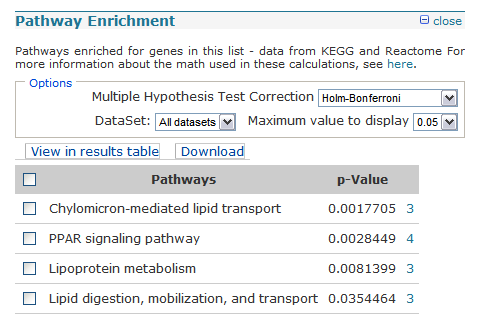 Pathway Enrichment
close
Pathways enriched for genes in this list - data from KEGG and Reactome For
more information about the math used in these calculations, see here.
Options
Multiple Hypothesis Test Correction Holm-Bonferroni
DataSet: All datasets Maximum value to display 0.05
View in results table Download
Pathways p-Value
Chylomicron-mediated lipid transport 0.0017705 3
PPAR signaling pathway 0.0028449 4
Lipoprotein metabolism 0.0081399 3
Lipid digestion, mobilization, and transport 0.0354464 3